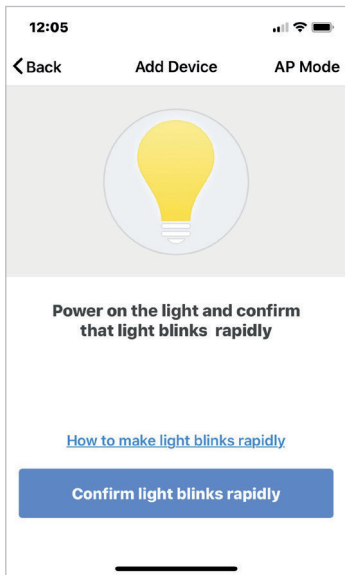 12:05
Back Add Device AP Mode
Power on the light and confirm
that light blinks rapidly
How to make light blinks rapidly
Confirm light blinks rapidly